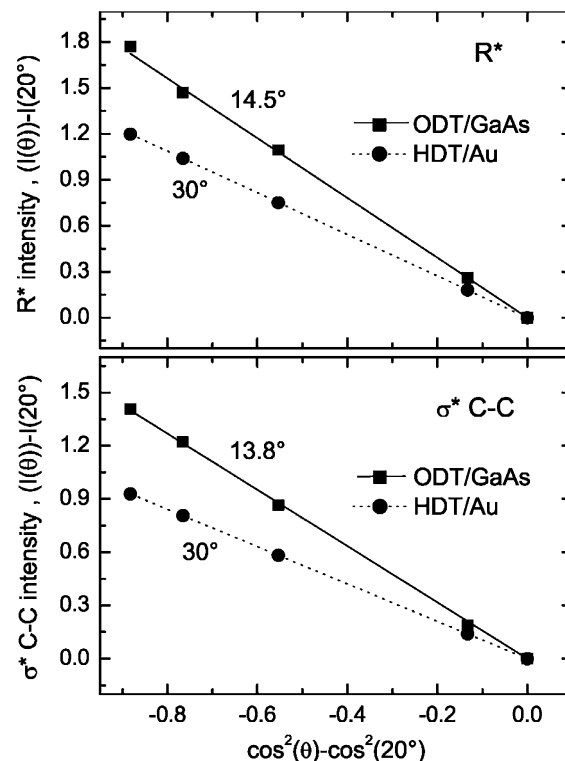 1.8
1.5
1.2
0.9
0.6
0.3
0.0
R* intensity , (I(θ))-I(20°)
R*
14.5°
30°
ODT/GaAs
HDT/Au
1.5
1.2
0.9
0.6
0.3
0.0
σ* C-C intensity , (I(θ))-I(20°)
σ* C-C
13.8°
30°
ODT/GaAs
HDT/Au
-0.8 -0.6 -0.4 -0.2 0.0
cos²(θ)-cos²(20°)